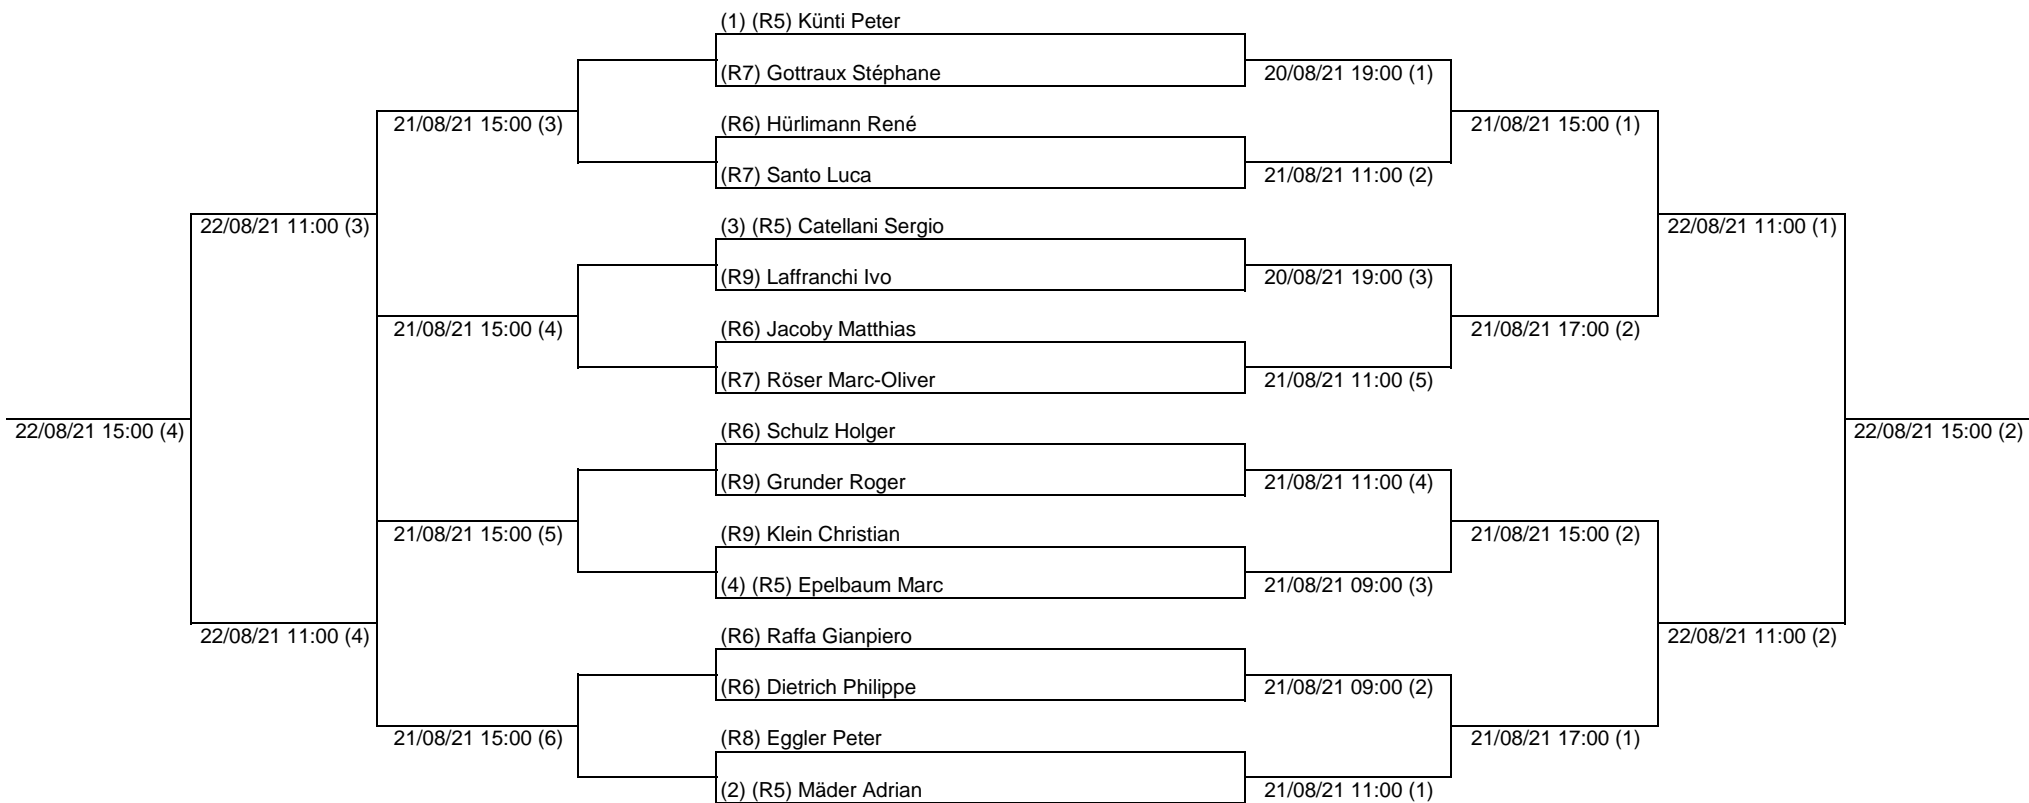 (1) (R5) Künti Peter
(R7) Gottraux Stéphane
20/08/21 19:00 (1)
21/08/21 15:00 (3)
(R6) Hürlimann René
21/08/21 15:00 (1)
(R7) Santo Luca
21/08/21 11:00 (2)
22/08/21 11:00 (3)
(3) (R5) Catellani Sergio
22/08/21 11:00 (1)
(R9) Laffranchi Ivo
20/08/21 19:00 (3)
21/08/21 15:00 (4)
(R6) Jacoby Matthias
21/08/21 17:00 (2)
(R7) Röser Marc-Oliver
21/08/21 11:00 (5)
22/08/21 15:00 (4)
(R6) Schulz Holger
22/08/21 15:00 (2)
(R9) Grunder Roger
21/08/21 11:00 (4)
21/08/21 15:00 (5)
(R9) Klein Christian
21/08/21 15:00 (2)
(4) (R5) Epelbaum Marc
21/08/21 09:00 (3)
22/08/21 11:00 (4)
(R6) Raffa Gianpiero
22/08/21 11:00 (2)
(R6) Dietrich Philippe
21/08/21 09:00 (2)
21/08/21 15:00 (6)
(R8) Eggler Peter
21/08/21 17:00 (1)
(2) (R5) Mäder Adrian
21/08/21 11:00 (1)